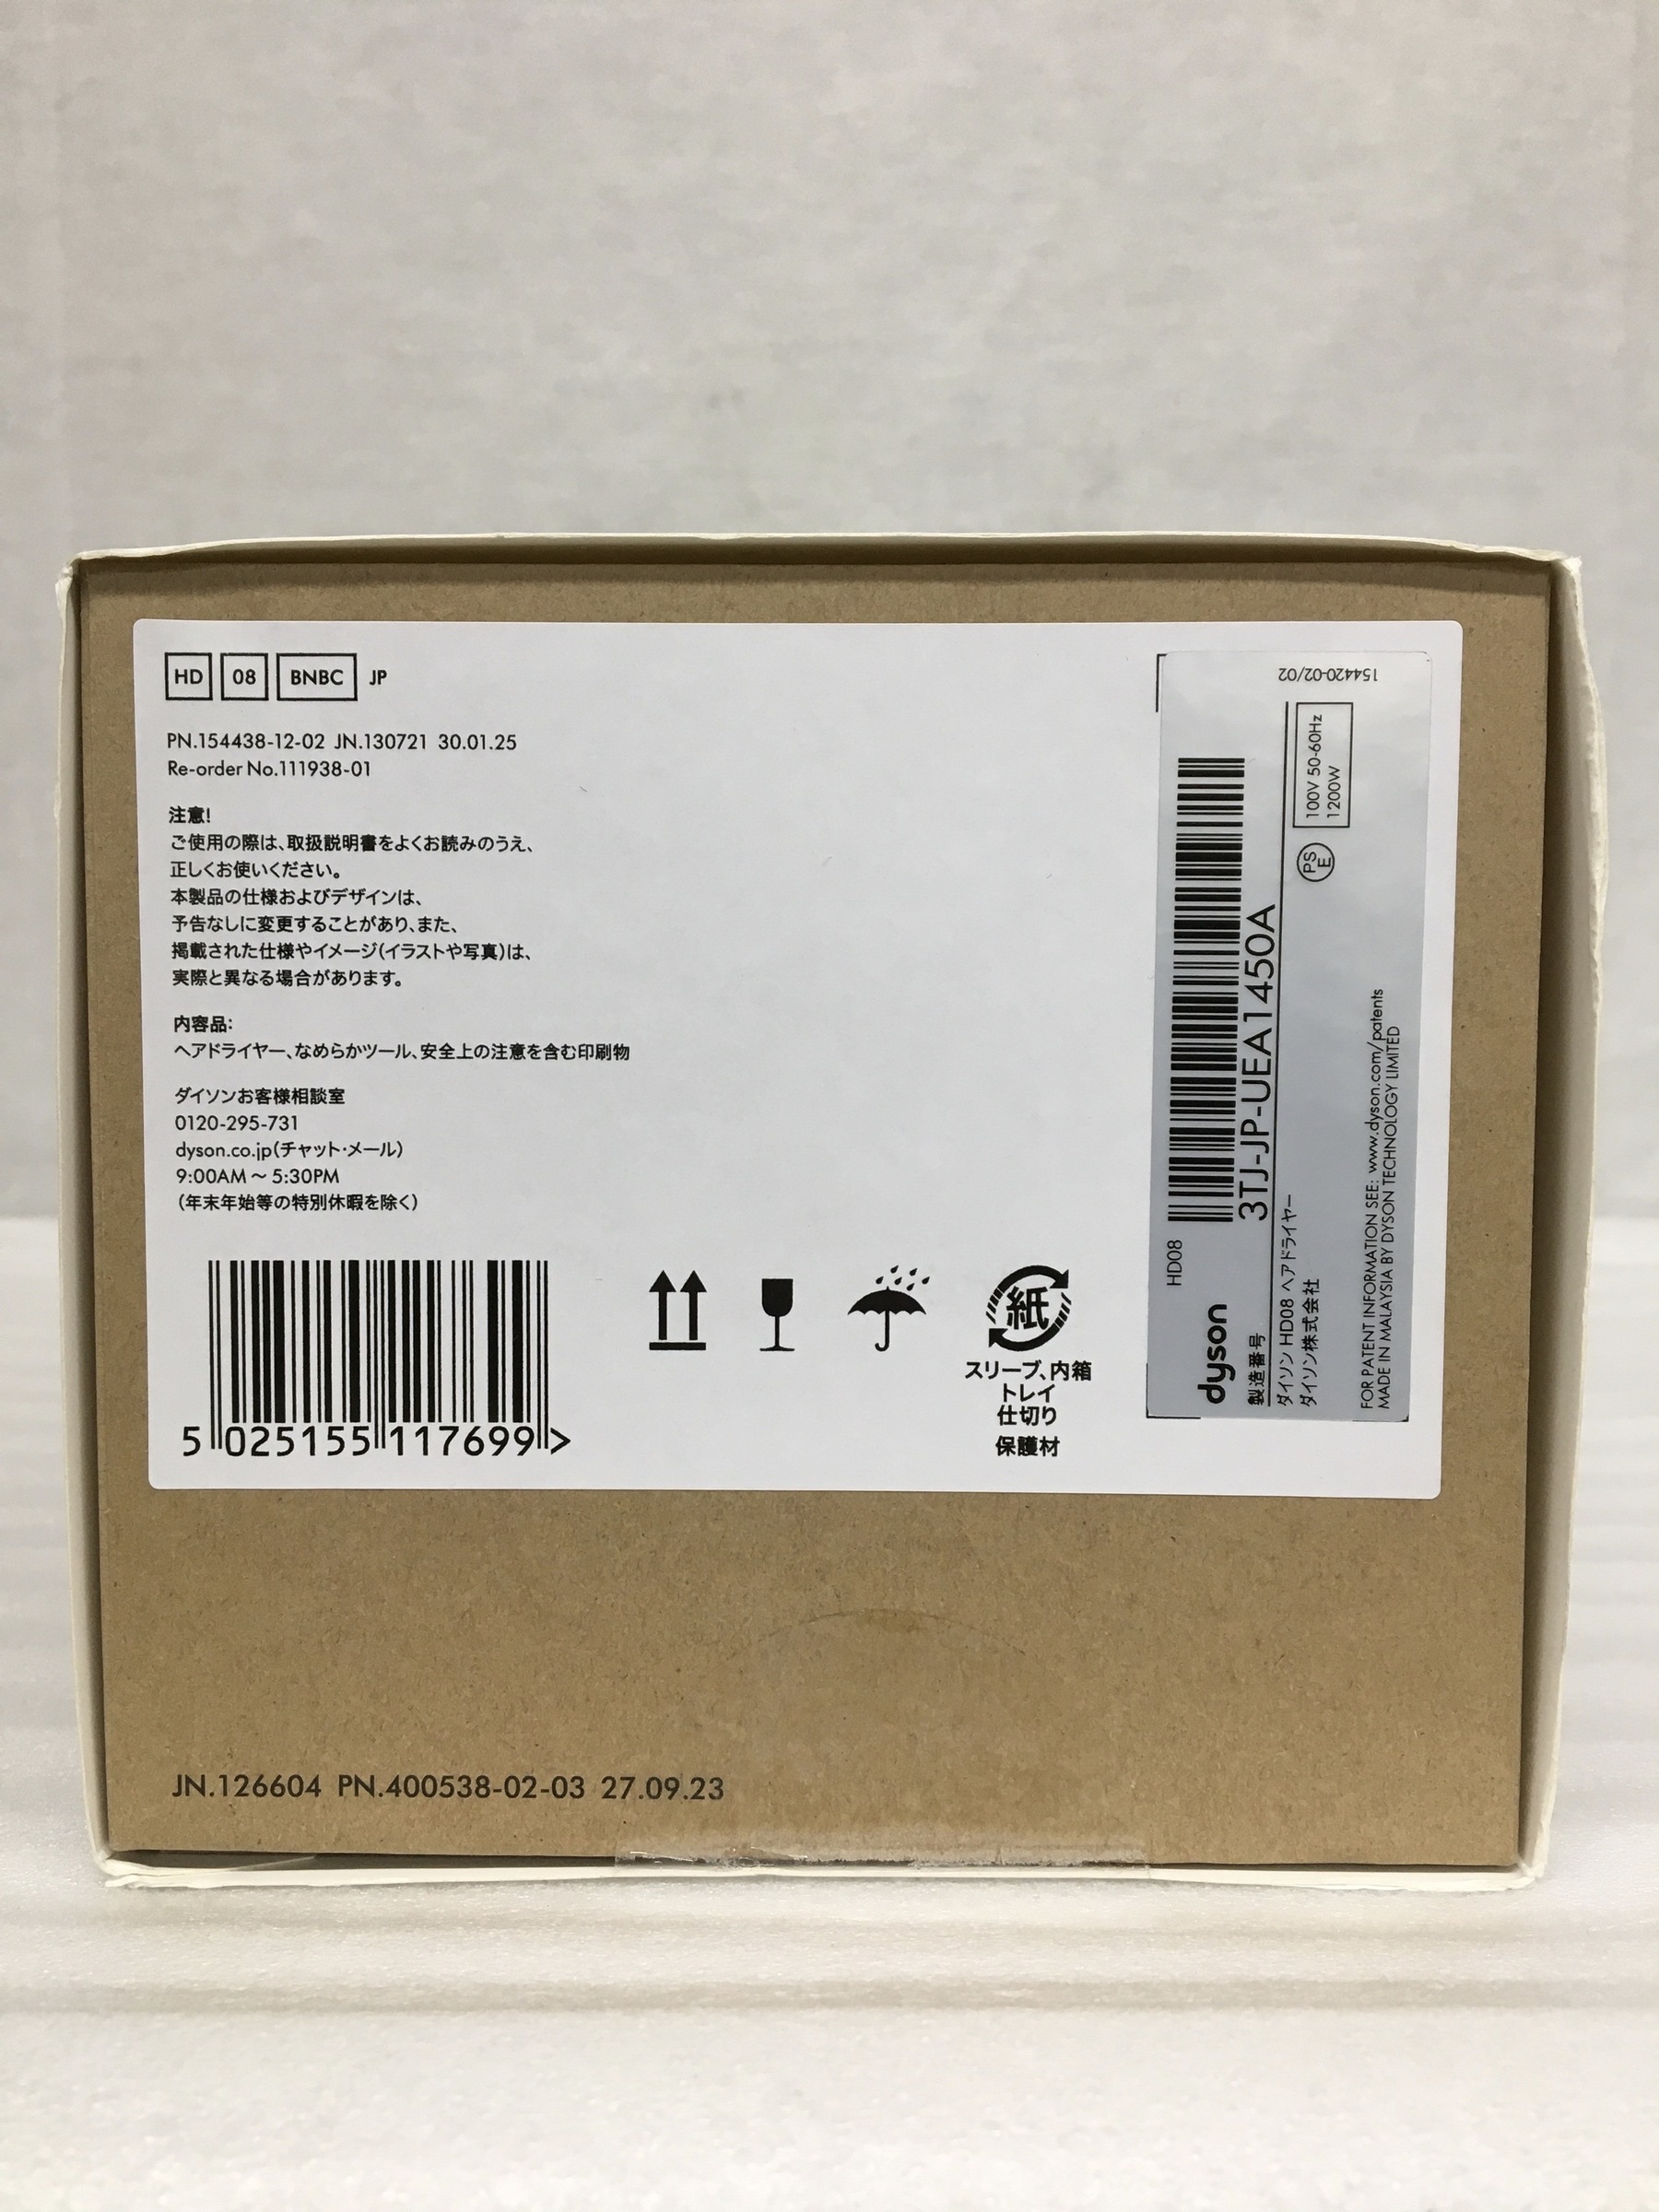 HD 08 BNBC JP
PN.154438-12-02 JN.130721 30.01.25
Re-order No.111938-01
注意!
ご使用の際は、取扱説明書をよくお読みのうえ、
正しくお使いください。
本製品の仕様およびデザインは、
予告なしに変更することがあり、また、
掲載された仕様やイメージ(イラストや写真)は、
実際と異なる場合があります。
内容品:
ヘアドライヤー、なめらかツール、安全上の注意を含む印刷物
ダイソンお客様相談室
0120-295-731
dyson.co.jp(チャット・メール)
9:00AM ~ 5:30PM
(年末年始等の特別休暇を除く)
5 025155 117699 >
紙
スリーブ、内箱
トレイ
仕切り
保護材
HD08
dyson
3TJ-JP-UEA1450A
製造番号
ダイソン HD08 ヘアドライヤー
ダイソン株式会社
PS
E
100V 50-60Hz
1200W
FOR PATENT INFORMATION SEE: www.dyson.com/patents
MADE IN MALAYSIA BY DYSON TECHNOLOGY LIMITED
154420-02/02
JN.126604 PN.400538-02-03 27.09.23